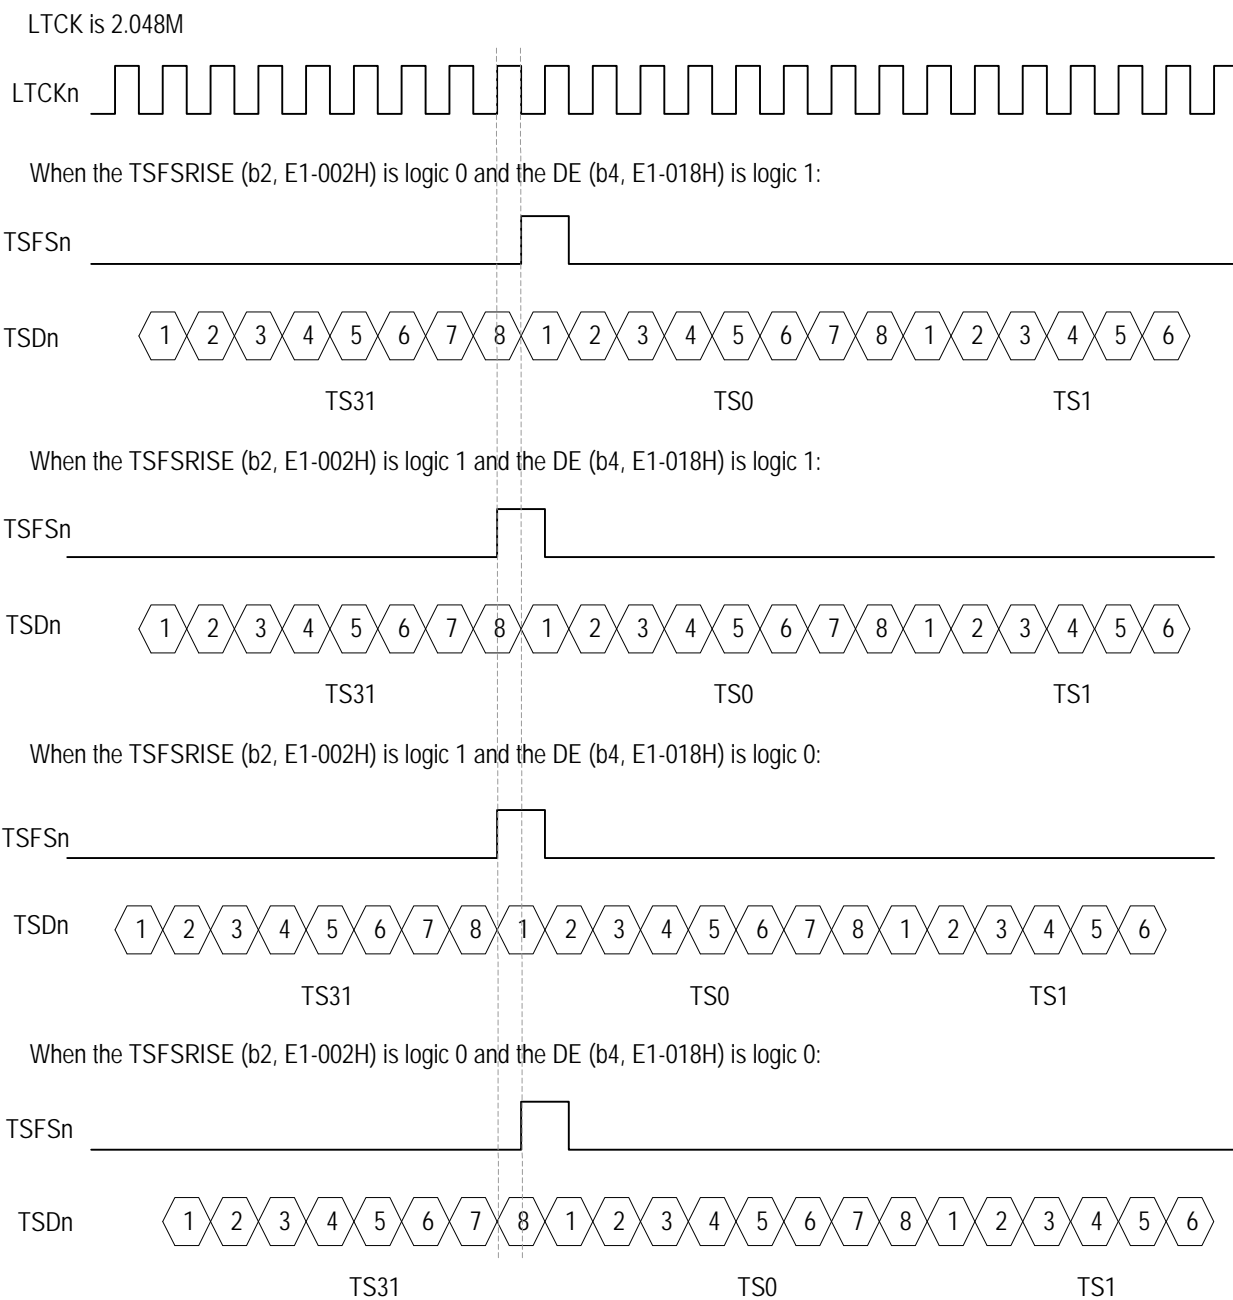 LTCK is 2.048M
LTCKn
When the TSFSRISE (b2, E1-002H) is logic 0 and the DE (b4, E1-018H) is logic 1:
TSFSn
TSDn 1 2 3 4 5 6 7 8 1 2 3 4 5 6 7 8 1 2 3 4 5 6
TS31 TS0 TS1
When the TSFSRISE (b2, E1-002H) is logic 1 and the DE (b4, E1-018H) is logic 1:
TSFSn
TSDn 1 2 3 4 5 6 7 8 1 2 3 4 5 6 7 8 1 2 3 4 5 6
TS31 TS0 TS1
When the TSFSRISE (b2, E1-002H) is logic 1 and the DE (b4, E1-018H) is logic 0:
TSFSn
TSDn 1 2 3 4 5 6 7 8 1 2 3 4 5 6 7 8 1 2 3 4 5 6
TS31 TS0 TS1
When the TSFSRISE (b2, E1-002H) is logic 0 and the DE (b4, E1-018H) is logic 0:
TSFSn
TSDn 1 2 3 4 5 6 7 8 1 2 3 4 5 6 7 8 1 2 3 4 5 6
TS31 TS0 TS1